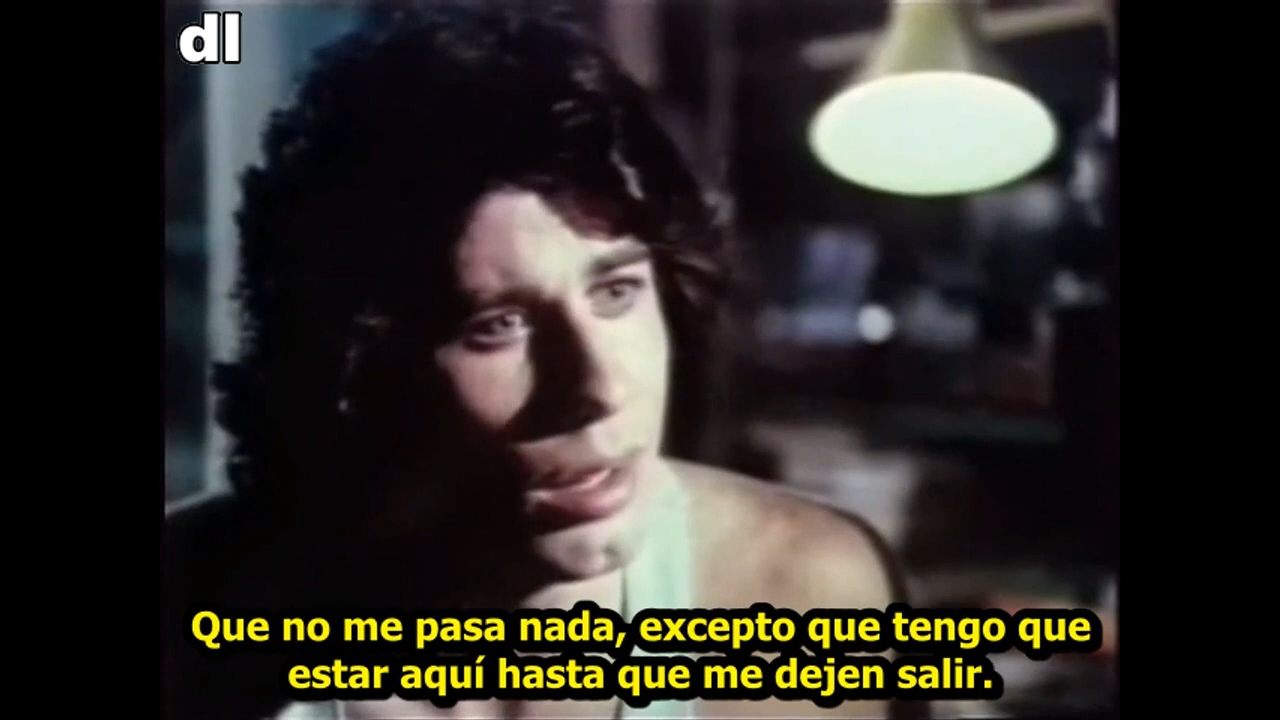 dl
Que no me pasa nada, excepto que tengo que
estar aquí hasta que me dejen salir.